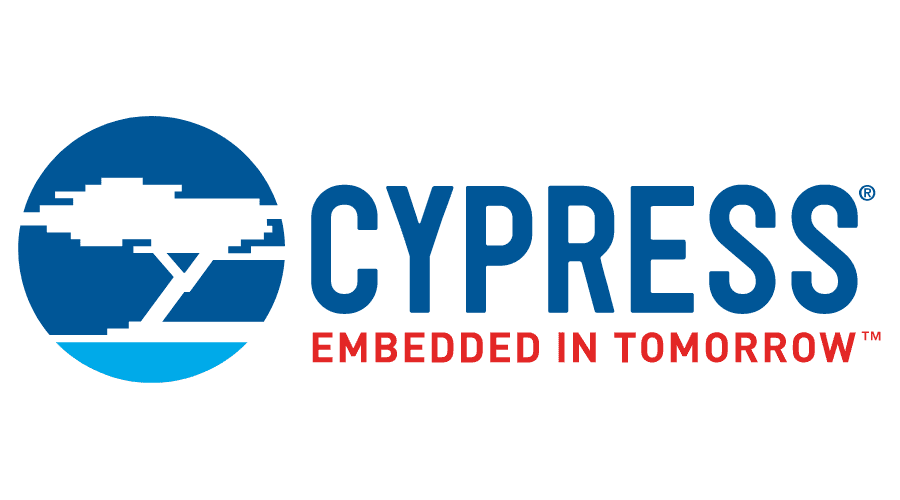 CYPRESS®
EMBEDDED IN TOMORROW™